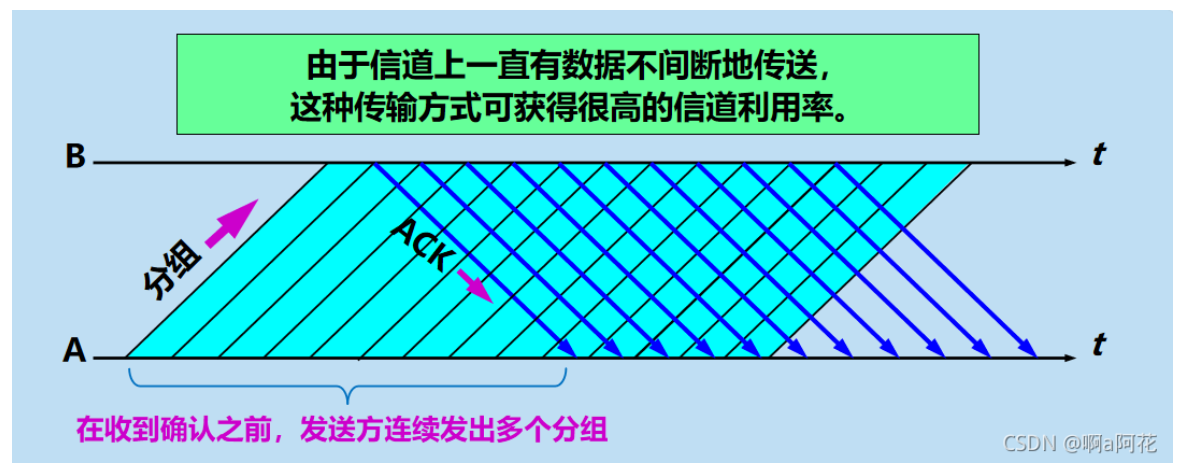 由于信道上一直有数据不间断地传送，
这种传输方式可获得很高的信道利用率。
B
t
分组
ACK
A
t
在收到确认之前，发送方连续发出多个分组
CSDN @啊a阿花